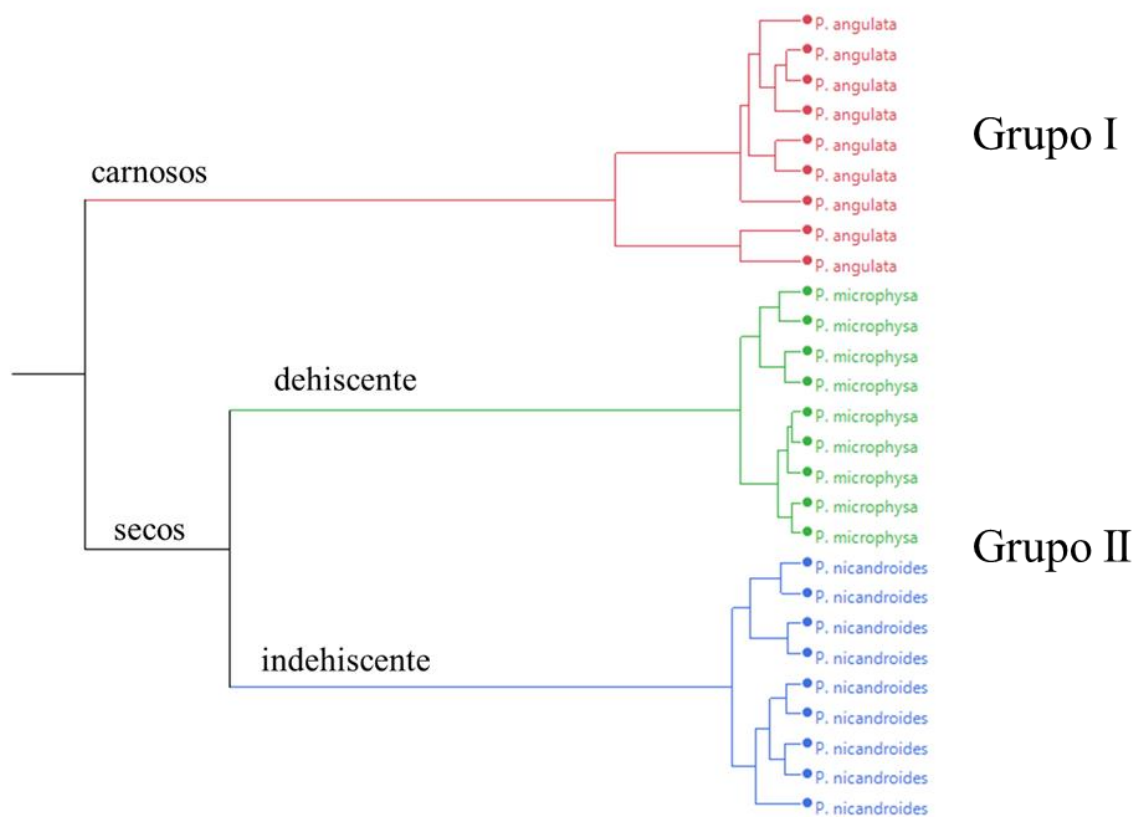 P. angulata
P. angulata
P. angulata
P. angulata
Grupo I
P. angulata
carnosos
P. angulata
P. angulata
P. angulata
P. angulata
P. microphysa
P. microphysa
P. microphysa
dehiscente
P. microphysa
P. microphysa
P. microphysa
P. microphysa
P. microphysa
secos
P. microphysa
Grupo II
P. nicandroides
P. nicandroides
P. nicandroides
indehiscente
P. nicandroides
P. nicandroides
P. nicandroides
P. nicandroides
P. nicandroides
P. nicandroides